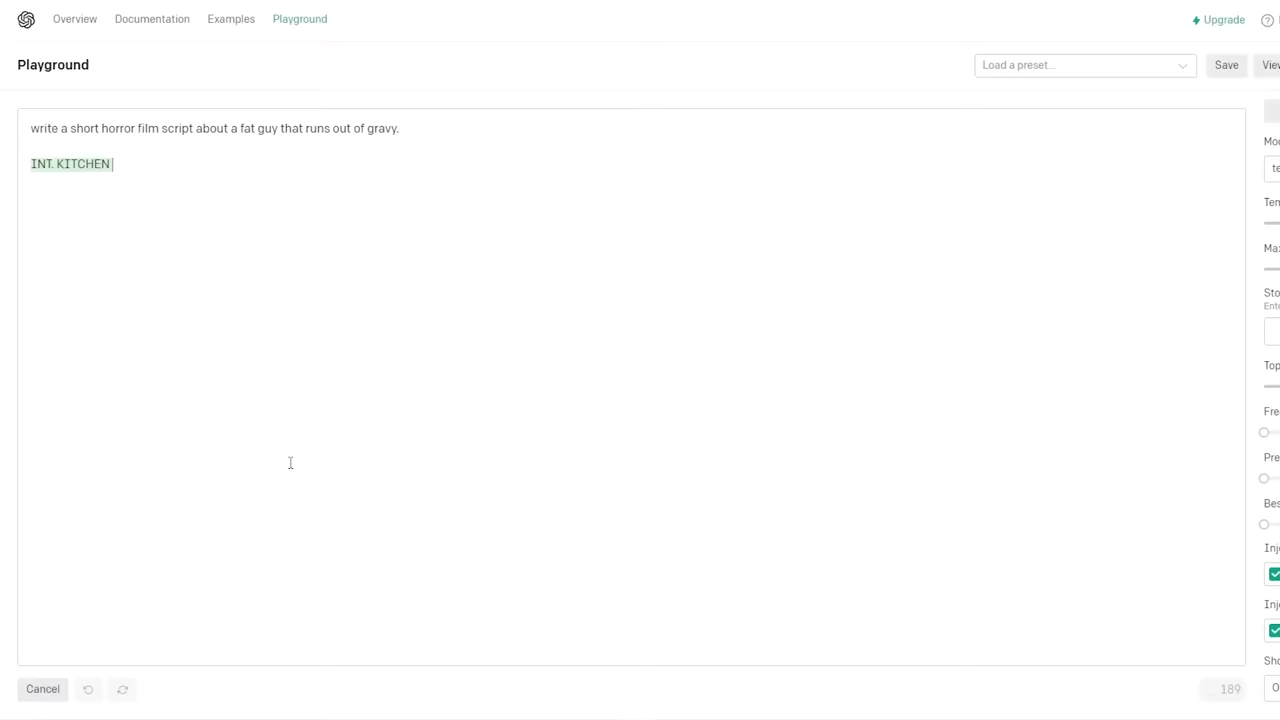 Overview Documentation Examples Playground Upgrade
Playground Load a preset... Save
write a short horror film script about a fat guy that runs out of gravy.
INT. KITCHEN
Cancel 189